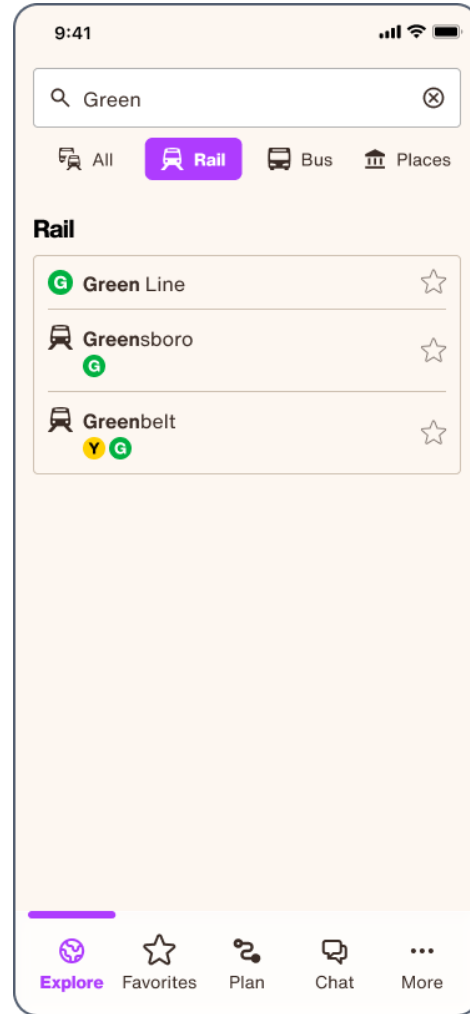 9:41
Green
All Rail Bus Places
Rail
G Green Line
Greensboro
G
Greenbelt
Y G
Explore Favorites Plan Chat More